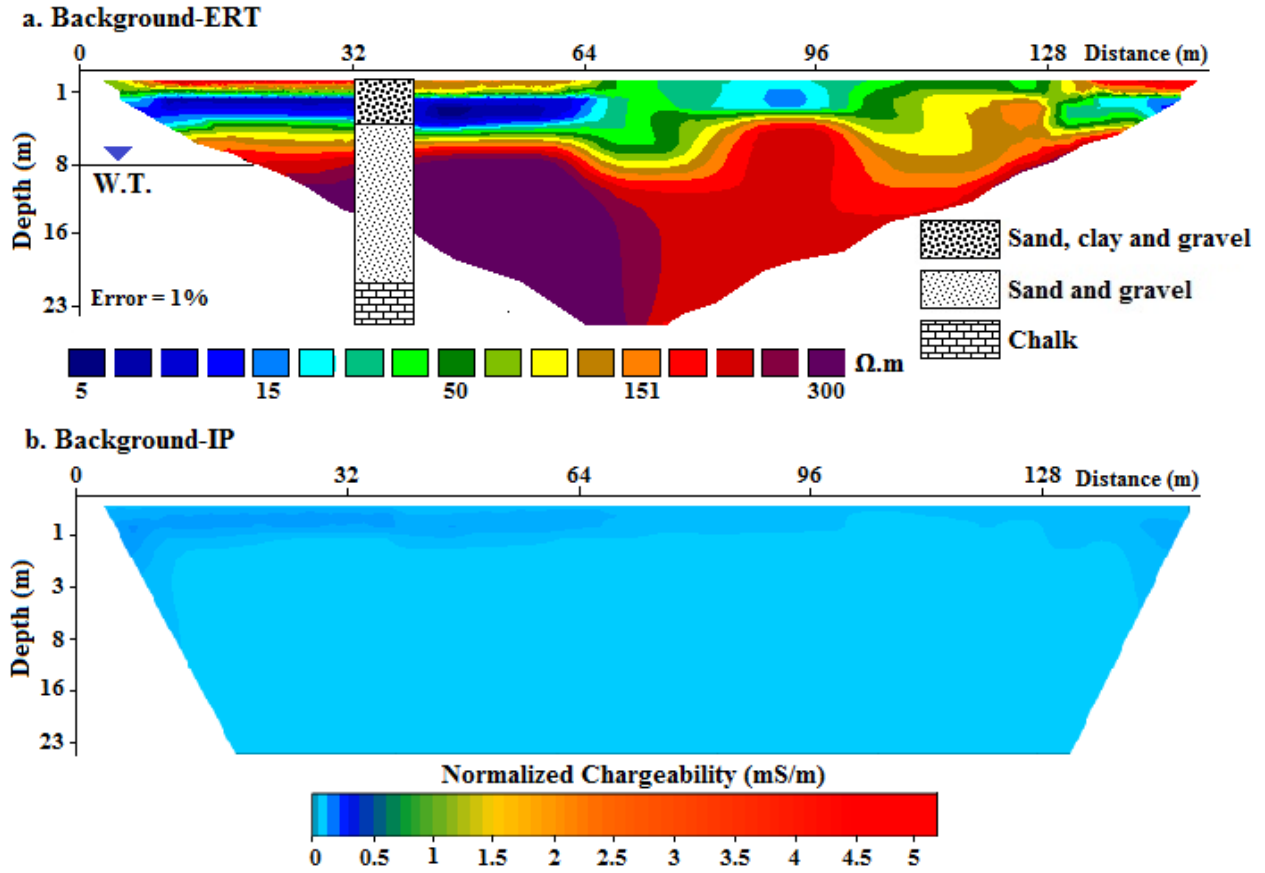 a. Background-ERT
0 32 64 96 128 Distance (m)
1
8
16
23
Depth (m)
W.T.
Error = 1%
Sand, clay and gravel
Sand and gravel
Chalk
5 15 50 151 300 Ω.m
b. Background-IP
0 32 64 96 128 Distance (m)
1
3
8
16
23
Depth (m)
Normalized Chargeability (mS/m)
0 0.5 1 1.5 2 2.5 3 3.5 4 4.5 5